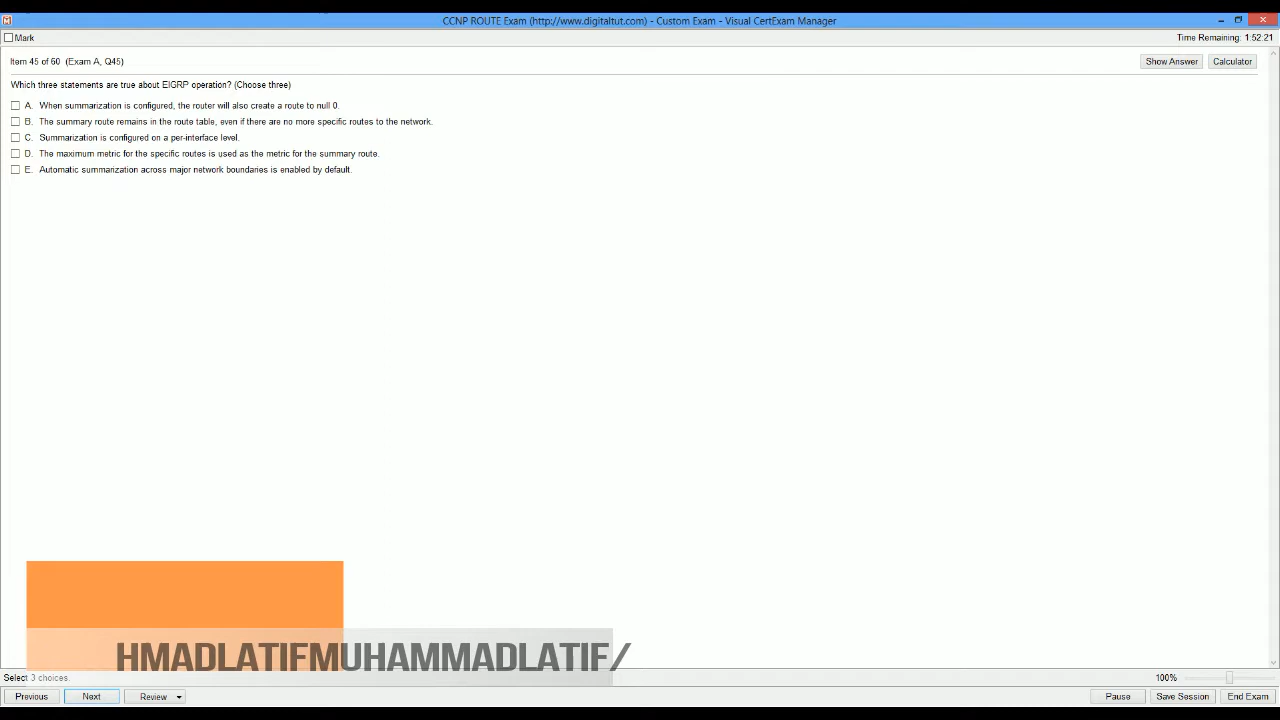 CCNP ROUTE Exam (http://www.digitaltut.com) - Custom Exam - Visual CertExam Manager
Mark
Time Remaining: 1:52:21
Item 45 of 60 (Exam A, Q45)
Show Answer
Calculator
Which three statements are true about EIGRP operation? (Choose three)
A. When summarization is configured, the router will also create a route to null 0.
B. The summary route remains in the route table, even if there are no more specific routes to the network.
C. Summarization is configured on a per-interface level.
D. The maximum metric for the specific routes is used as the metric for the summary route.
E. Automatic summarization across major network boundaries is enabled by default.
HMADLATIFMUHAMMADLATIF/
Select 3 choices.
100%
Previous
Next
Review
Pause
Save Session
End Exam